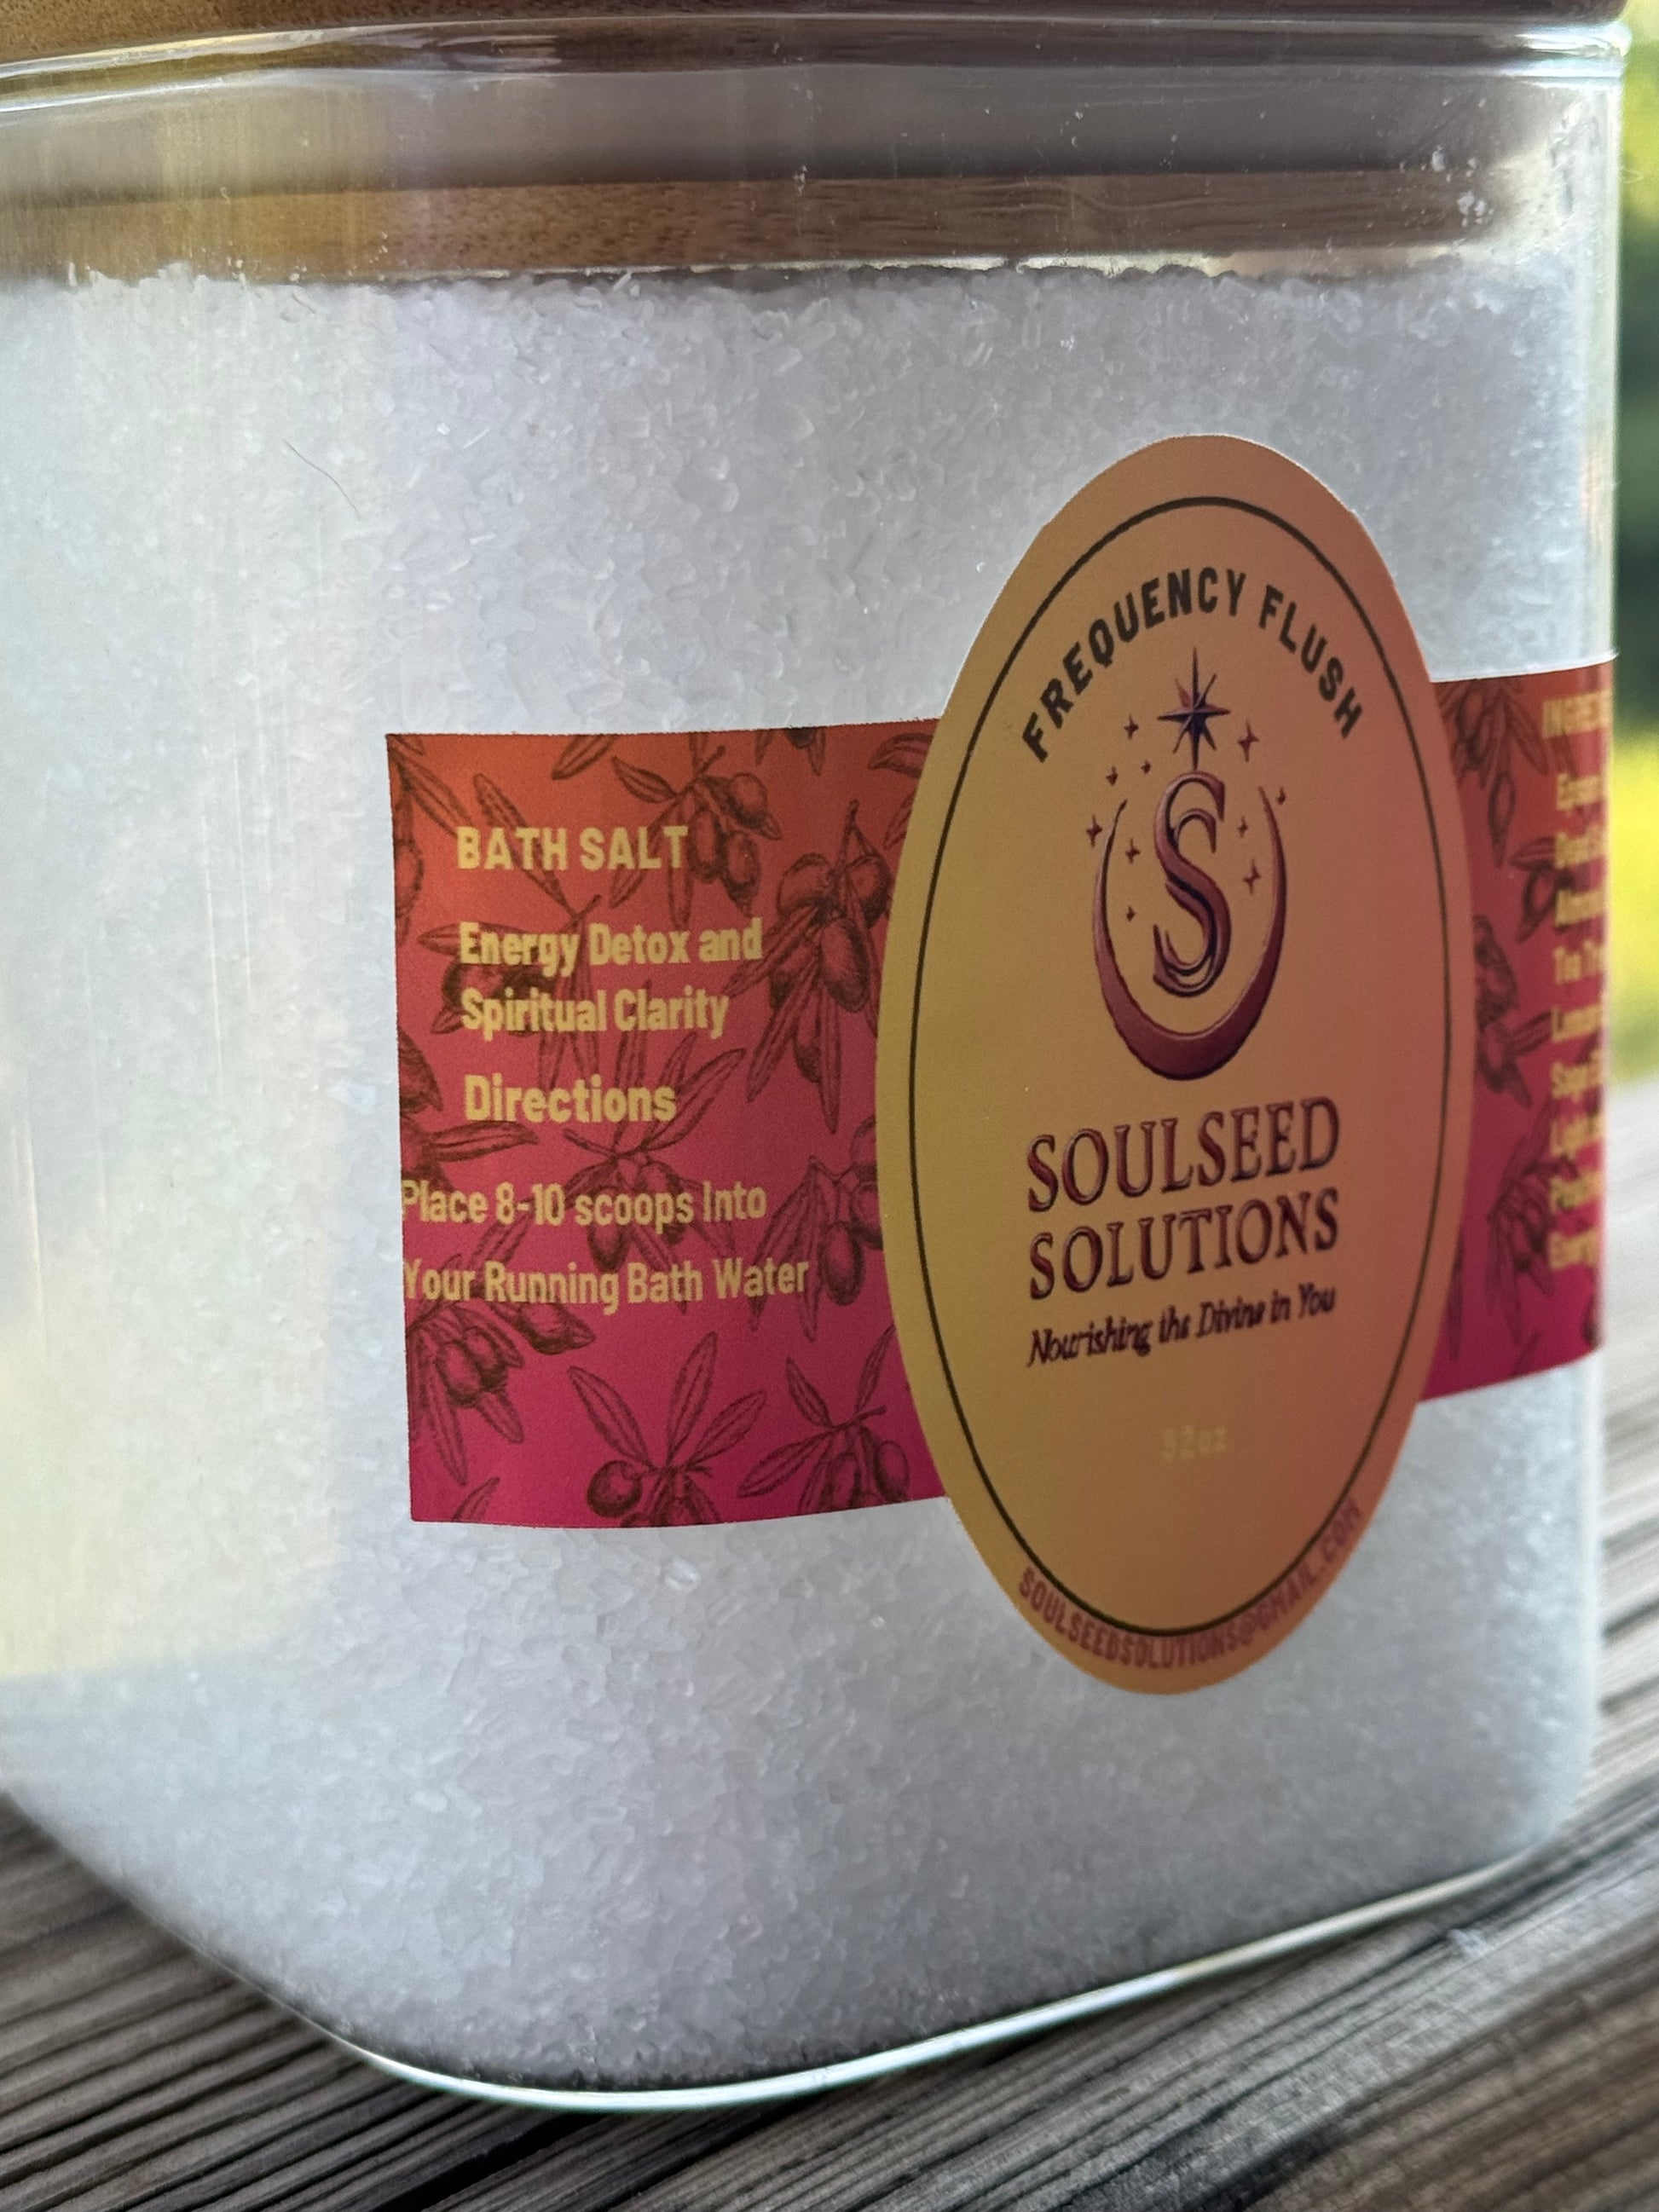 BATH SALT
Energy Detox and
Spiritual Clarity
Directions
Place 8-10 scoops Into
Your Running Bath Water
FREQUENCY FLUSH
S
SOULSEED
SOLUTIONS
Nourishing the Divine in You
32oz
SOULSEEDSOLUTIONS@GMAIL.COM